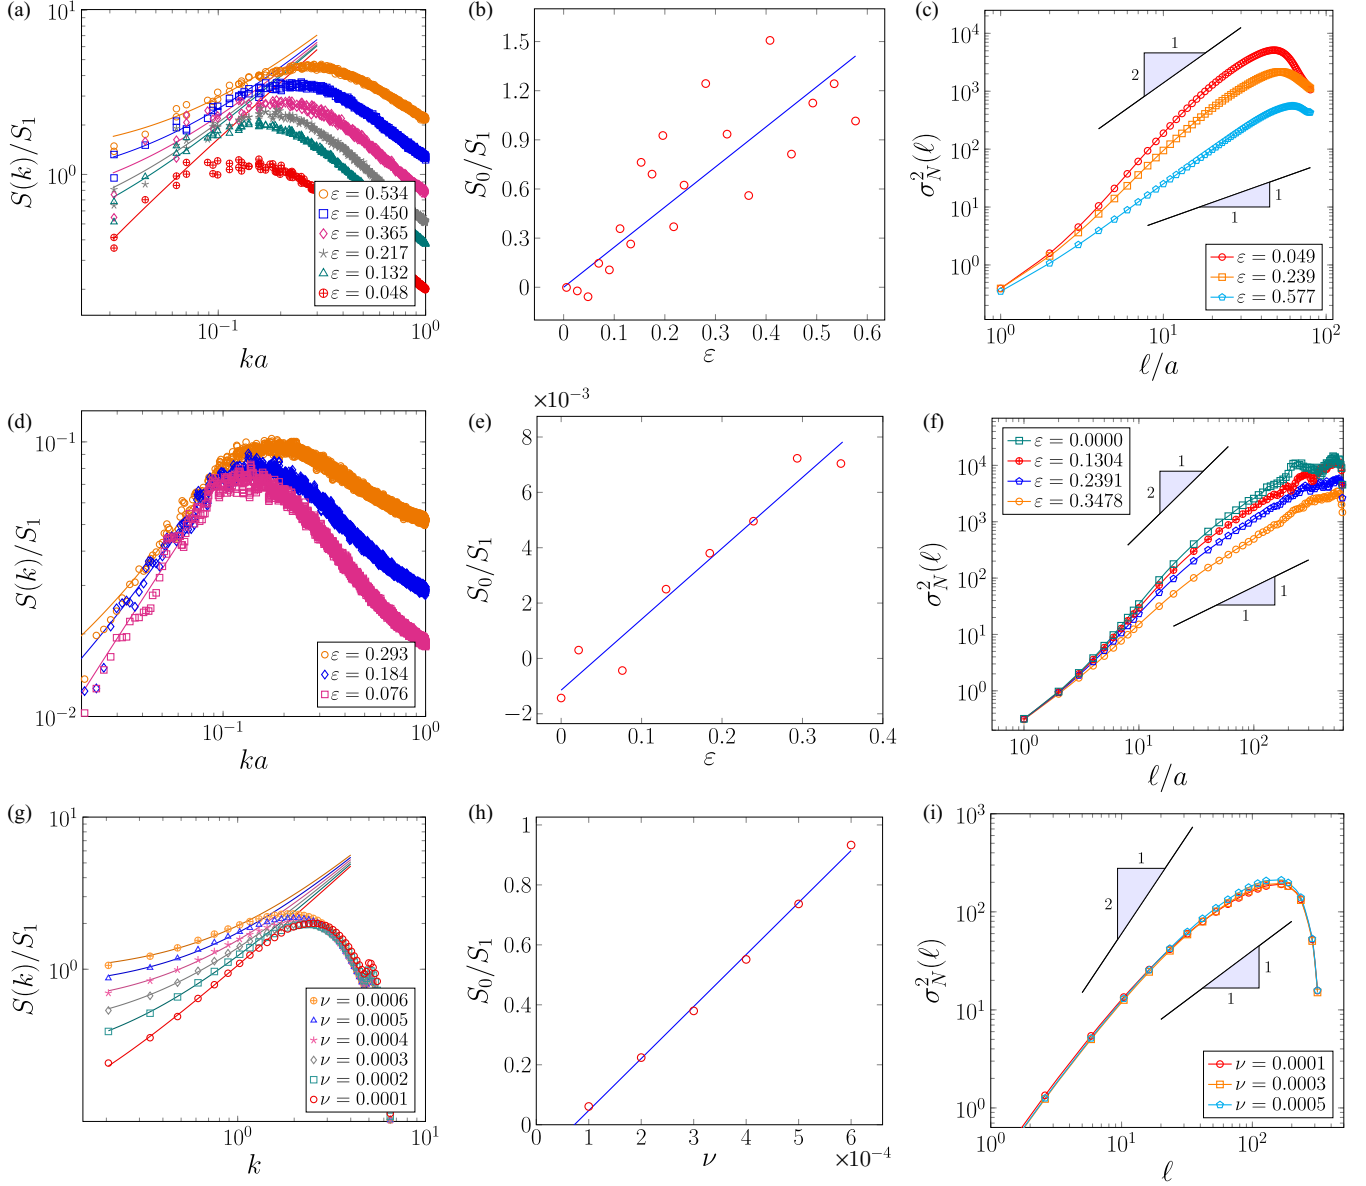 (a)
10^1
10^0
10^-1
10^0
S(k)/S_1
ka
ε = 0.534
ε = 0.450
ε = 0.365
ε = 0.217
ε = 0.132
ε = 0.048
(b)
1.5
1.2
0.9
0.6
0.3
0
0 0.1 0.2 0.3 0.4 0.5 0.6
S_0/S_1
ε
(c)
10^4
10^3
10^2
10^1
10^0
10^0 10^1 10^2
σ_N^2(ℓ)
ℓ/a
1
2
1
1
ε = 0.049
ε = 0.239
ε = 0.577
(d)
10^-1
10^-2
10^-1 10^0
S(k)/S_1
ka
ε = 0.293
ε = 0.184
ε = 0.076
(e)
×10^-3
8
6
4
2
0
−2
0 0.1 0.2 0.3 0.4
S_0/S_1
ε
(f)
10^4
10^3
10^2
10^1
10^0
10^0 10^1 10^2
σ_N^2(ℓ)
ℓ/a
ε = 0.0000
ε = 0.1304
ε = 0.2391
ε = 0.3478
1
2
1
1
(g)
10^1
10^0
10^0 10^1
S(k)/S_1
k
ν = 0.0006
ν = 0.0005
ν = 0.0004
ν = 0.0003
ν = 0.0002
ν = 0.0001
(h)
1
0.8
0.6
0.4
0.2
0
0 1 2 3 4 5 6
×10^-4
S_0/S_1
ν
(i)
10^3
10^2
10^1
10^0
10^0 10^1 10^2
σ_N^2(ℓ)
ℓ
1
2
1
1
ν = 0.0001
ν = 0.0003
ν = 0.0005